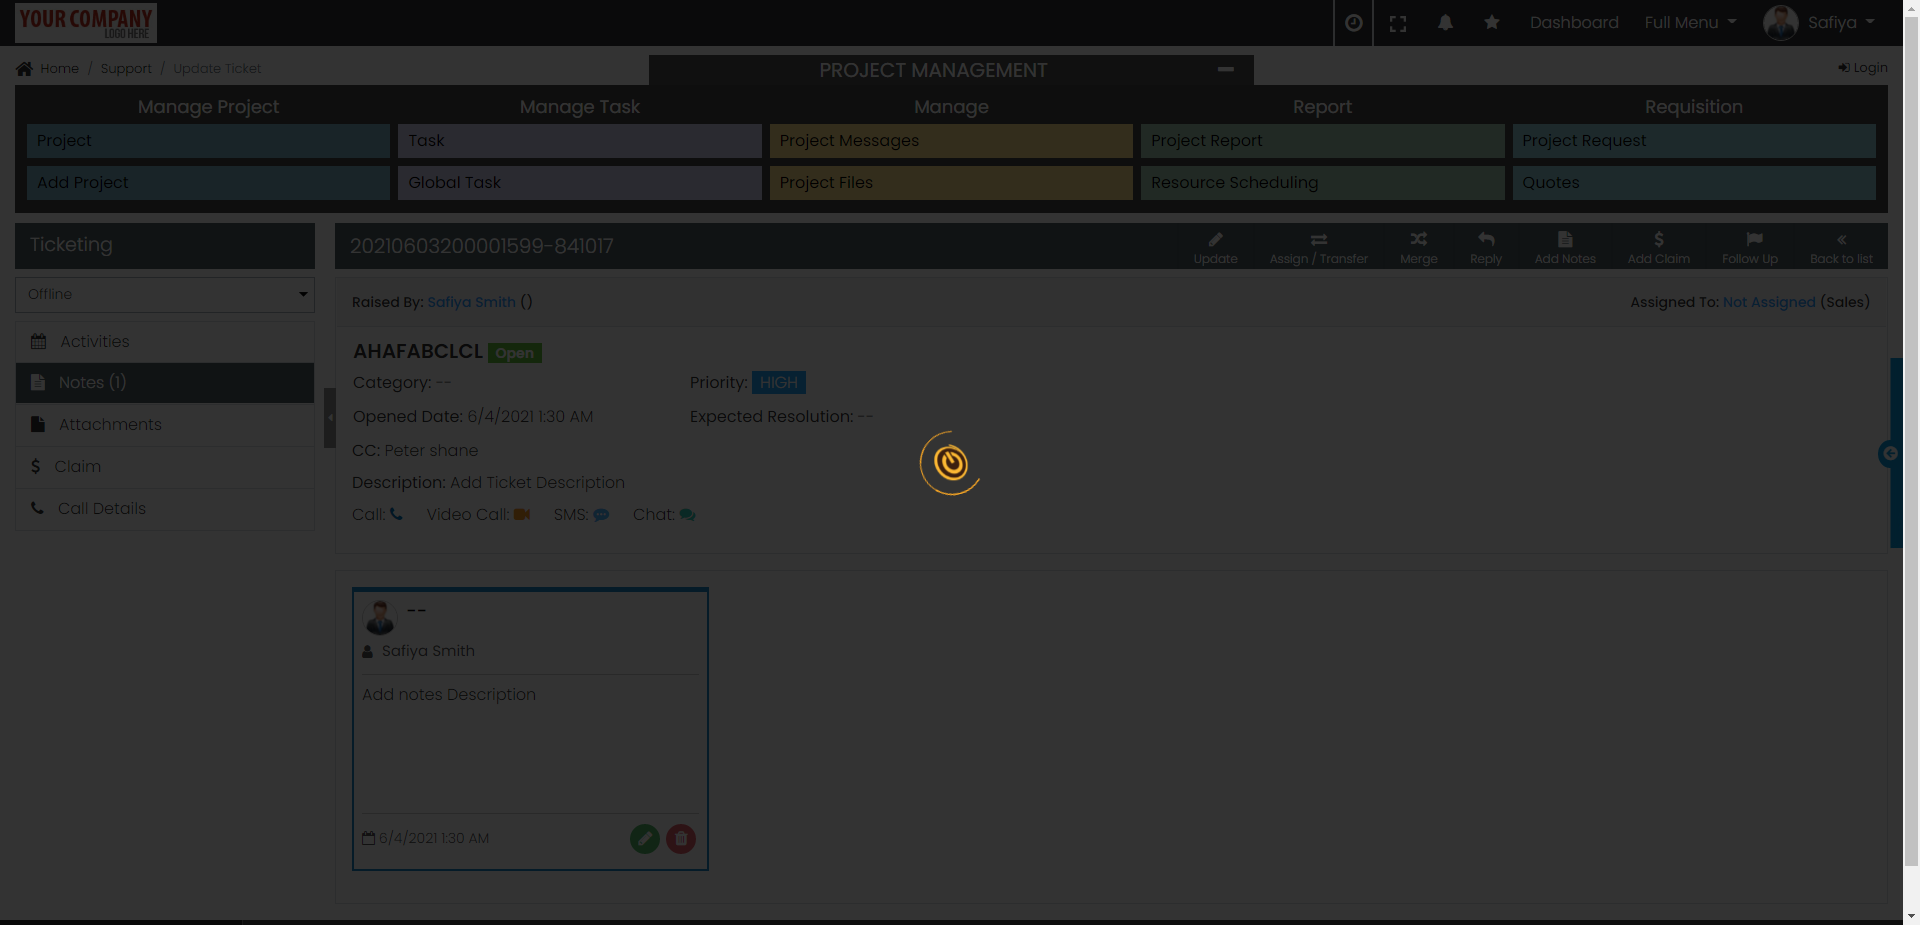 YOUR COMPANY
LOGO HERE
Dashboard
Full Menu
Safiya
Home / Support / Update Ticket
PROJECT MANAGEMENT
Login
Manage Project
Manage Task
Manage
Report
Requisition
Project
Task
Project Messages
Project Report
Project Request
Add Project
Global Task
Project Files
Resource Scheduling
Quotes
Ticketing
20210603200001599-841017
Update
Assign / Transfer
Merge
Reply
Add Notes
Add Claim
Follow Up
Back to list
Offline
Activities
Notes (1)
Attachments
Claim
Call Details
Raised By: Safiya Smith ()
Assigned To: Not Assigned (Sales)
AHAFABCLCL Open
Category: --
Priority: HIGH
Opened Date: 6/4/2021 1:30 AM
Expected Resolution: --
CC: Peter shane
Description: Add Ticket Description
Call:
Video Call:
SMS:
Chat:
--
Safiya Smith
Add notes Description
6/4/2021 1:30 AM